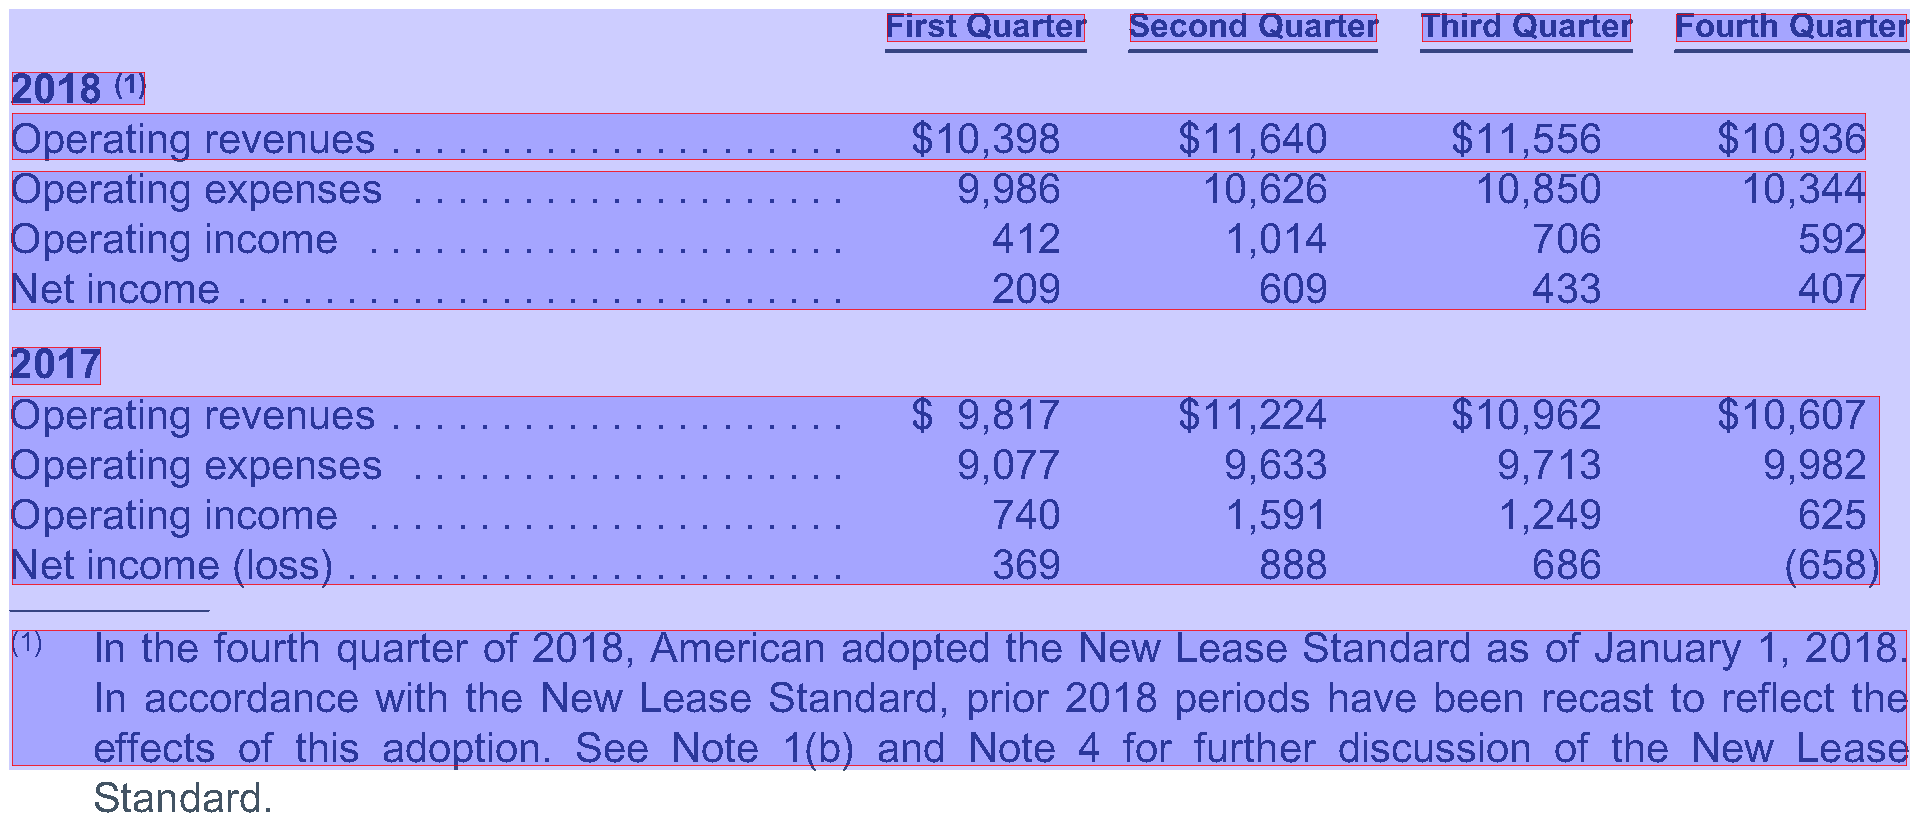 First Quarter Second Quarter Third Quarter Fourth Quarter
2018 (1)
Operating revenues . . . . . . . . . . . . . . . . . . . . . $10,398 $11,640 $11,556 $10,936
Operating expenses . . . . . . . . . . . . . . . . . . . . 9,986 10,626 10,850 10,344
Operating income . . . . . . . . . . . . . . . . . . . . . . 412 1,014 706 592
Net income . . . . . . . . . . . . . . . . . . . . . . . . . . . . 209 609 433 407
2017
Operating revenues . . . . . . . . . . . . . . . . . . . . . $ 9,817 $11,224 $10,962 $10,607
Operating expenses . . . . . . . . . . . . . . . . . . . . 9,077 9,633 9,713 9,982
Operating income . . . . . . . . . . . . . . . . . . . . . . 740 1,591 1,249 625
Net income (loss) . . . . . . . . . . . . . . . . . . . . . . . 369 888 686 (658)
(1) In the fourth quarter of 2018, American adopted the New Lease Standard as of January 1, 2018.
In accordance with the New Lease Standard, prior 2018 periods have been recast to reflect the
effects of this adoption. See Note 1(b) and Note 4 for further discussion of the New Lease
Standard.